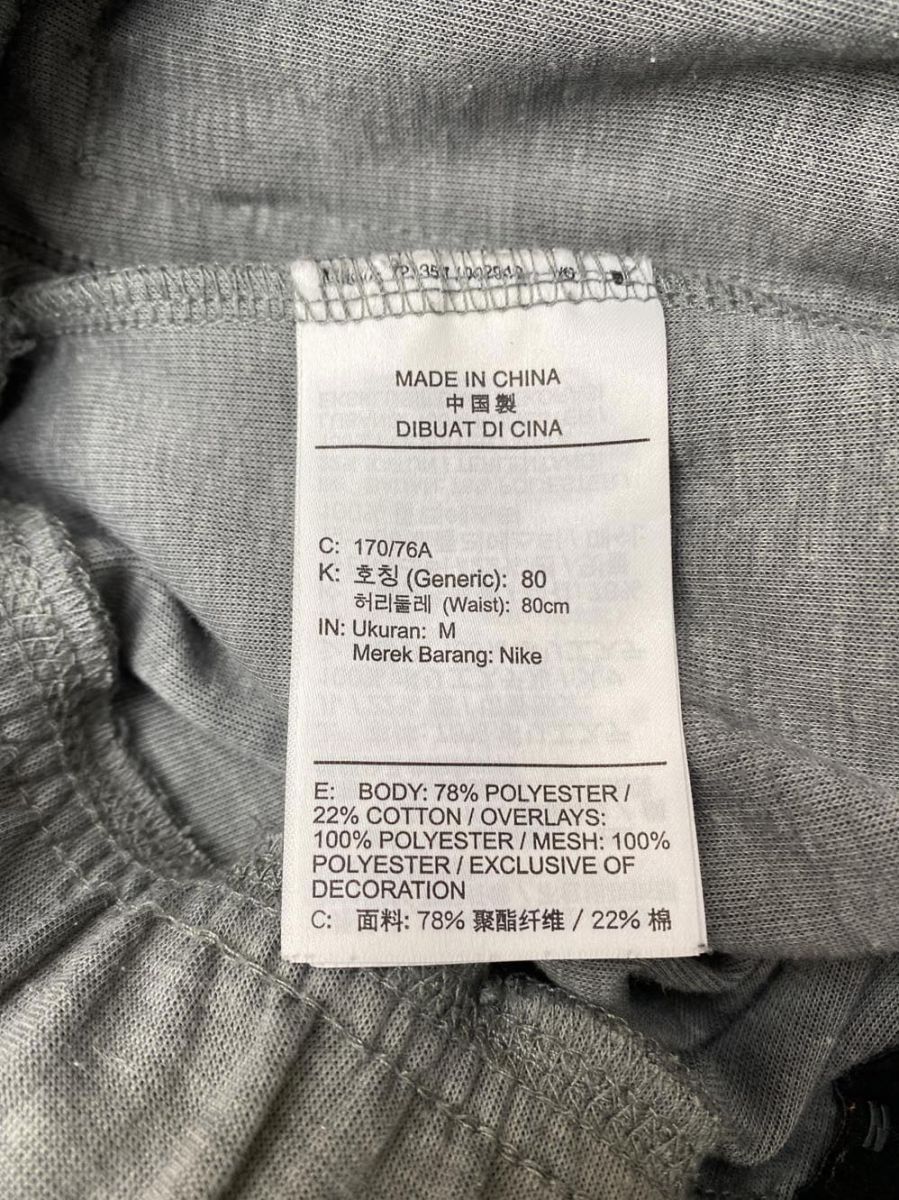 MADE IN CHINA
中国製
DIBUAT DI CINA
C: 170/76A
K: 호칭 (Generic): 80
허리둘레 (Waist): 80cm
IN: Ukuran: M
Merek Barang: Nike
E: BODY: 78% POLYESTER /
22% COTTON / OVERLAYS:
100% POLYESTER / MESH: 100%
POLYESTER / EXCLUSIVE OF
DECORATION
C: 面料: 78% 聚酯纤维 / 22% 棉